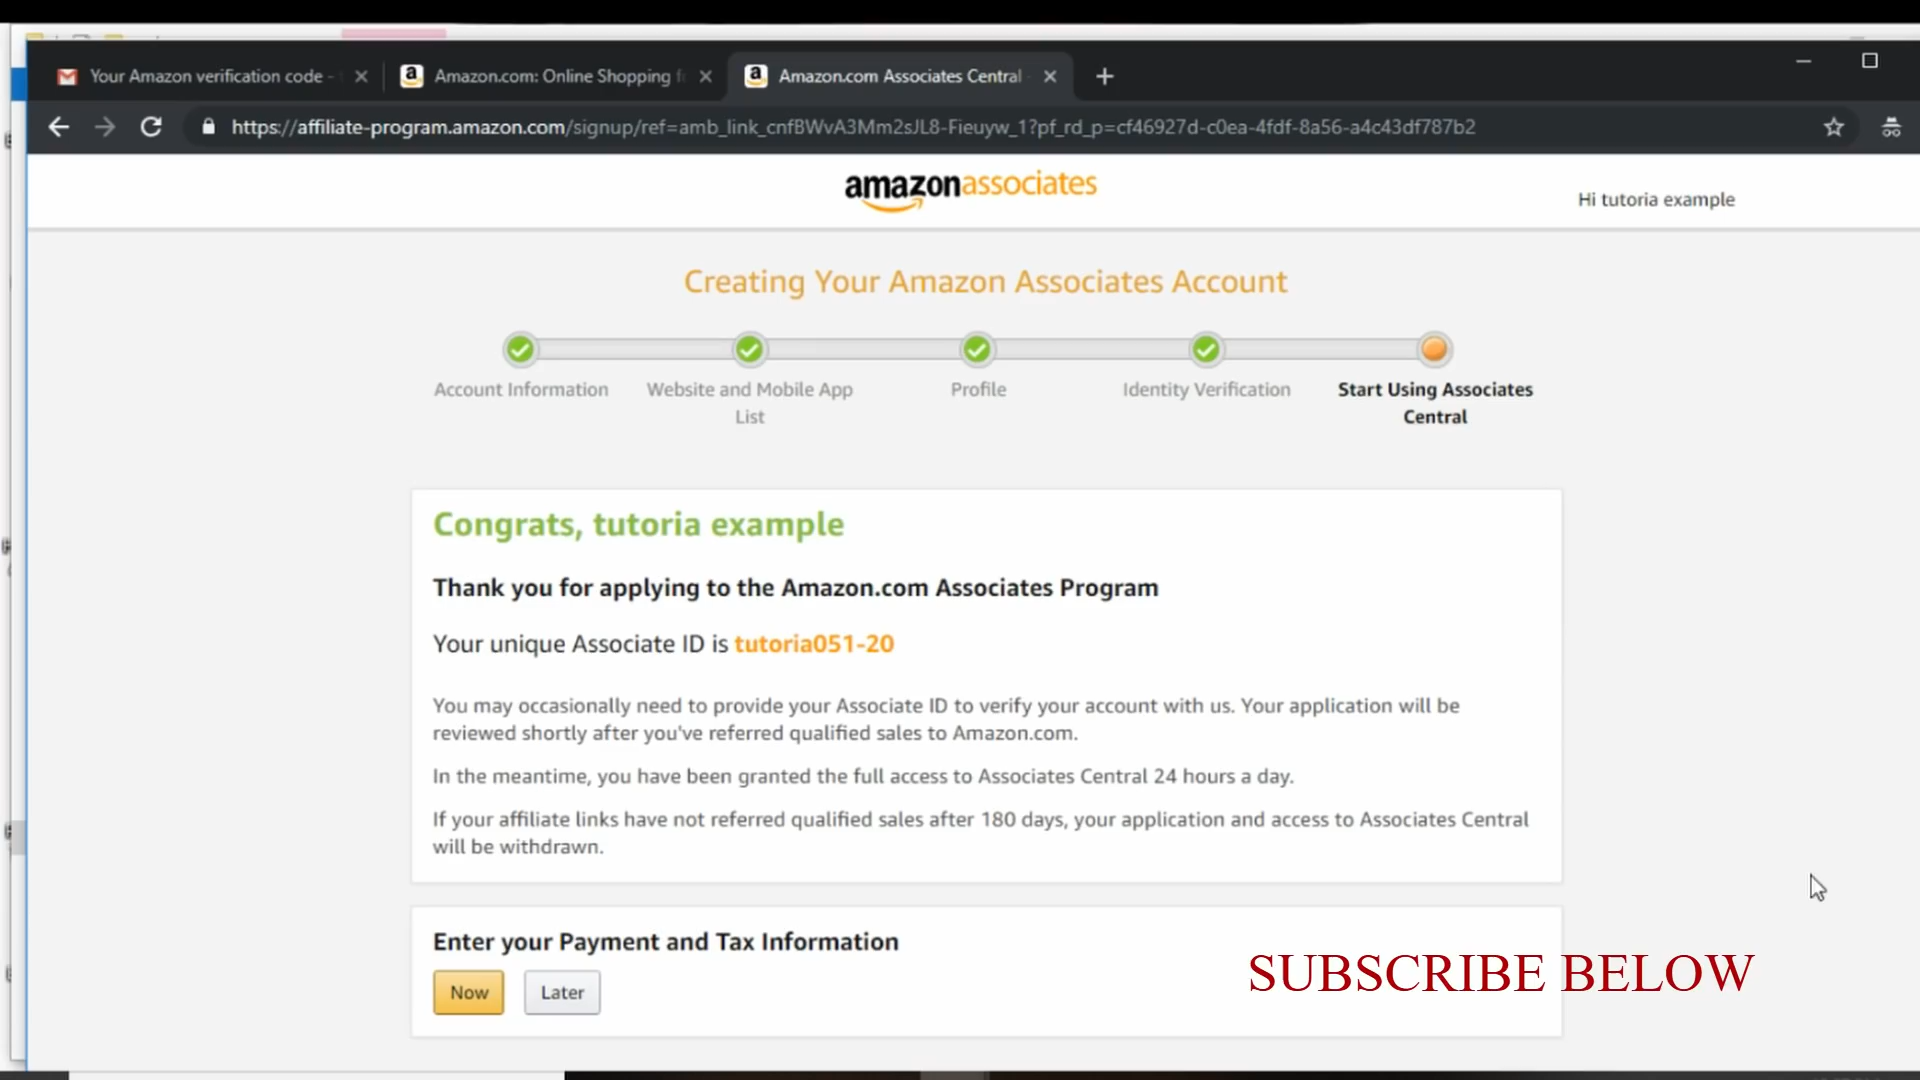 Your Amazon verification code -
Amazon.com: Online Shopping f
Amazon.com Associates Central
https://affiliate-program.amazon.com/signup/ref=amb_link_cnfBWvA3Mm2sJL8-Fieuyw_1?pf_rd_p=cf46927d-c0ea-4fdf-8a56-a4c43df787b2
amazonassociates
Hi tutoria example
Creating Your Amazon Associates Account
Account Information
Website and Mobile App
List
Profile
Identity Verification
Start Using Associates
Central
Congrats, tutoria example
Thank you for applying to the Amazon.com Associates Program
Your unique Associate ID is tutoria051-20
You may occasionally need to provide your Associate ID to verify your account with us. Your application will be
reviewed shortly after you've referred qualified sales to Amazon.com.
In the meantime, you have been granted the full access to Associates Central 24 hours a day.
If your affiliate links have not referred qualified sales after 180 days, your application and access to Associates Central
will be withdrawn.
Enter your Payment and Tax Information
SUBSCRIBE BELOW
Now
Later